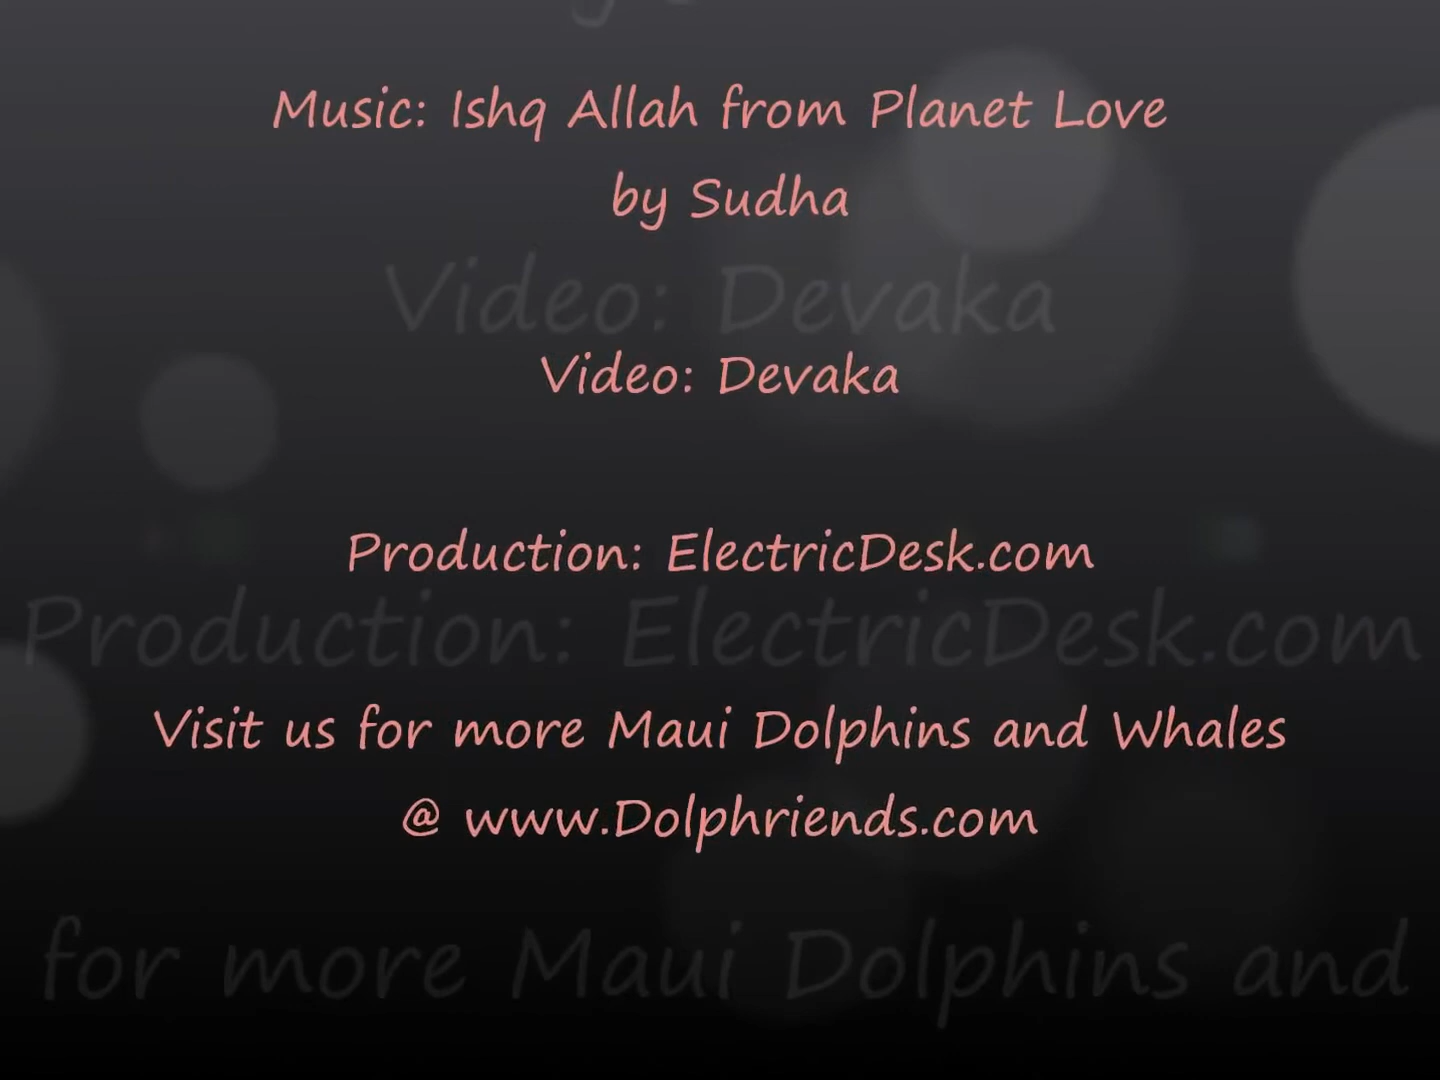 Music: Ishq Allah from Planet Love
by Sudha
Video: Devaka
Video: Devaka
Production: ElectricDesk.com
Production: ElectricDesk.com
Visit us for more Maui Dolphins and Whales
@ www.Dolphriends.com
for more Maui Dolphins and